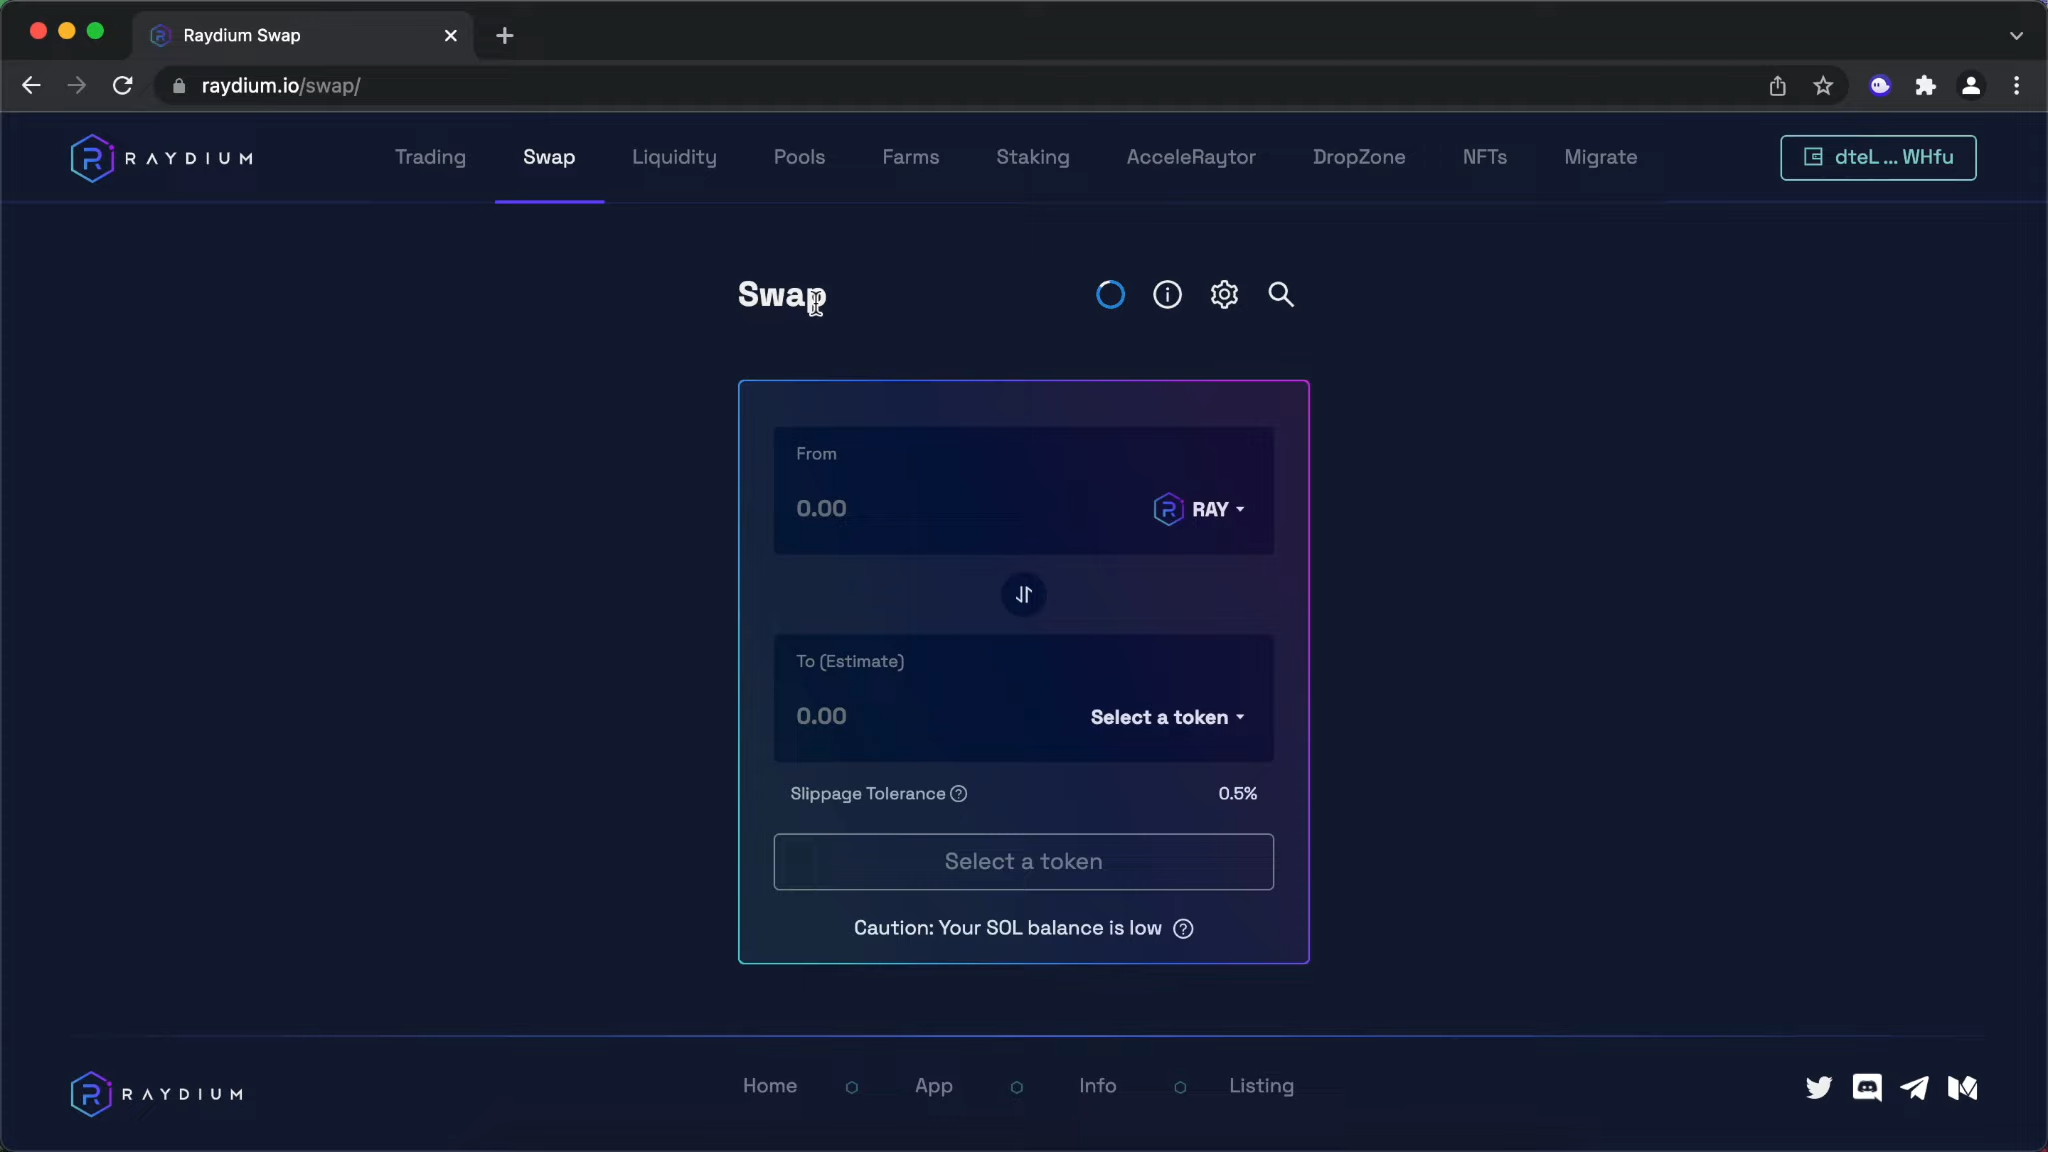 Raydium Swap
raydium.io/swap/
RAYDIUM
Trading
Swap
Liquidity
Pools
Farms
Staking
AcceleRaytor
DropZone
NFTs
Migrate
dteL ... WHfu
Swap
From
0.00
RAY
To (Estimate)
0.00
Select a token
Slippage Tolerance
0.5%
Select a token
Caution: Your SOL balance is low
RAYDIUM
Home
App
Info
Listing